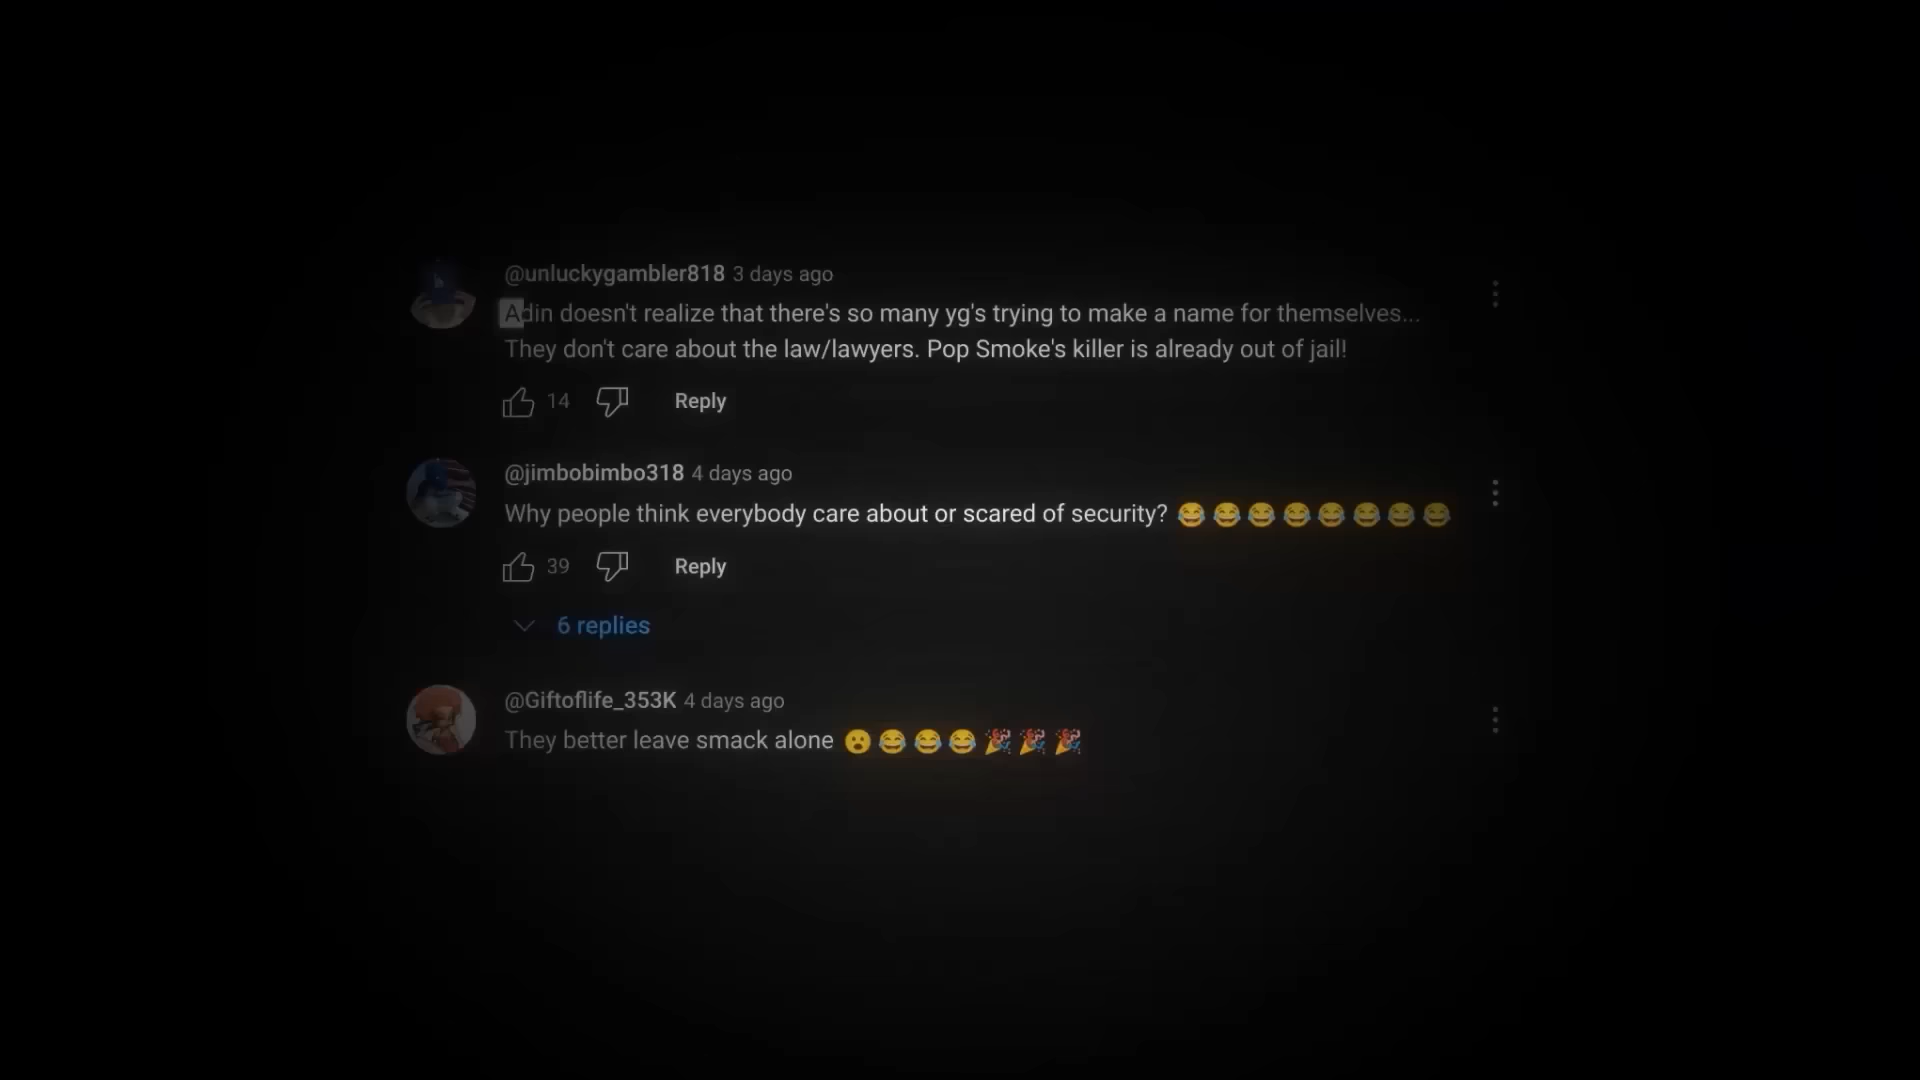 @unluckygambler818 3 days ago
Adin doesn't realize that there's so many yg's trying to make a name for themselves...
They don't care about the law/lawyers. Pop Smoke's killer is already out of jail!
14 Reply
@jimbobimbo318 4 days ago
Why people think everybody care about or scared of security? 😂😂😂😂😂😂😂😂
39 Reply
6 replies
@Giftoflife_353K 4 days ago
They better leave smack alone 😮😂😂😂🎉🎉🎉